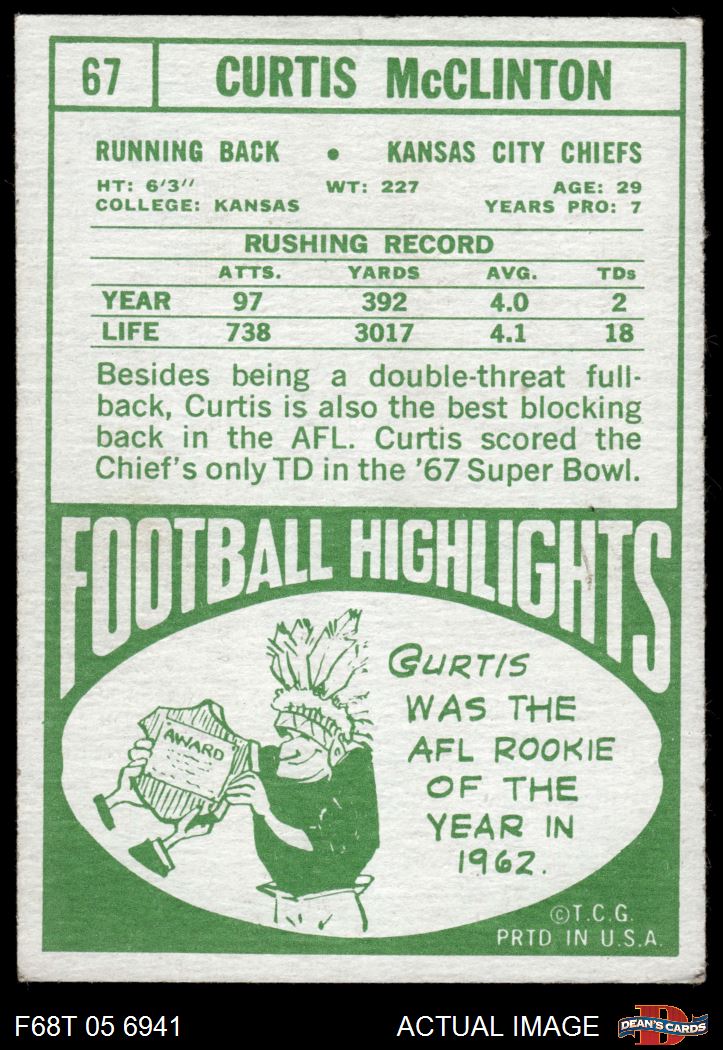 67 CURTIS McCLINTON
RUNNING BACK • KANSAS CITY CHIEFS
HT: 6'3" WT: 227 AGE: 29
COLLEGE: KANSAS YEARS PRO: 7
RUSHING RECORD
ATTS. YARDS AVG. TDs
YEAR 97 392 4.0 2
LIFE 738 3017 4.1 18
Besides being a double-threat full-
back, Curtis is also the best blocking
back in the AFL. Curtis scored the
Chief's only TD in the '67 Super Bowl.
FOOTBALL HIGHLIGHTS
AWARD
CURTIS
WAS THE
AFL ROOKIE
OF THE
YEAR IN
1962.
©T.C.G.
PRTD IN U.S.A.
F68T 05 6941 ACTUAL IMAGE D DEAN'S CARDS